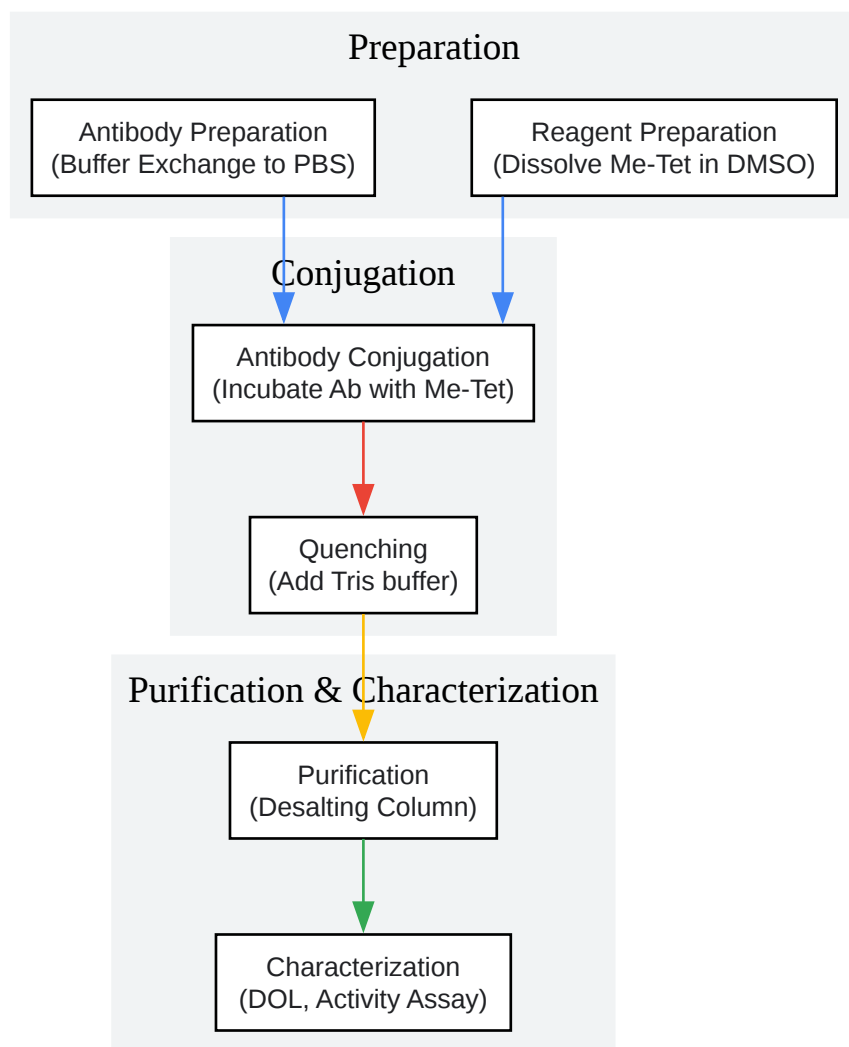 Preparation
Antibody Preparation
(Buffer Exchange to PBS)
Reagent Preparation
(Dissolve Me-Tet in DMSO)
Conjugation
Antibody Conjugation
(Incubate Ab with Me-Tet)
Quenching
(Add Tris buffer)
Purification & Characterization
Purification
(Desalting Column)
Characterization
(DOL, Activity Assay)